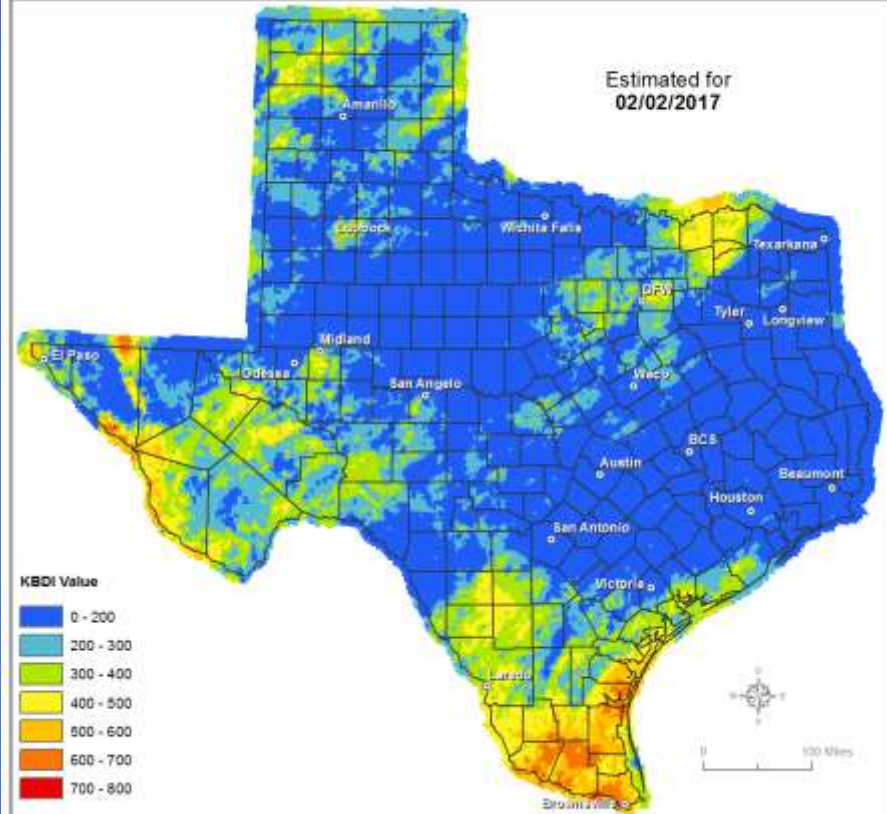 Estimated for
02/02/2017
Amarillo
Lubbock
Wichita Falls
Texarkana
DFW
Tyler
Longview
El Paso
Midland
Odessa
San Angelo
Waco
BCS
Austin
Beaumont
Houston
San Antonio
Victoria
KBDI Value
0 - 200
200 - 300
300 - 400
400 - 500
500 - 600
600 - 700
700 - 800
Laredo
0 100 Miles
Brownsville